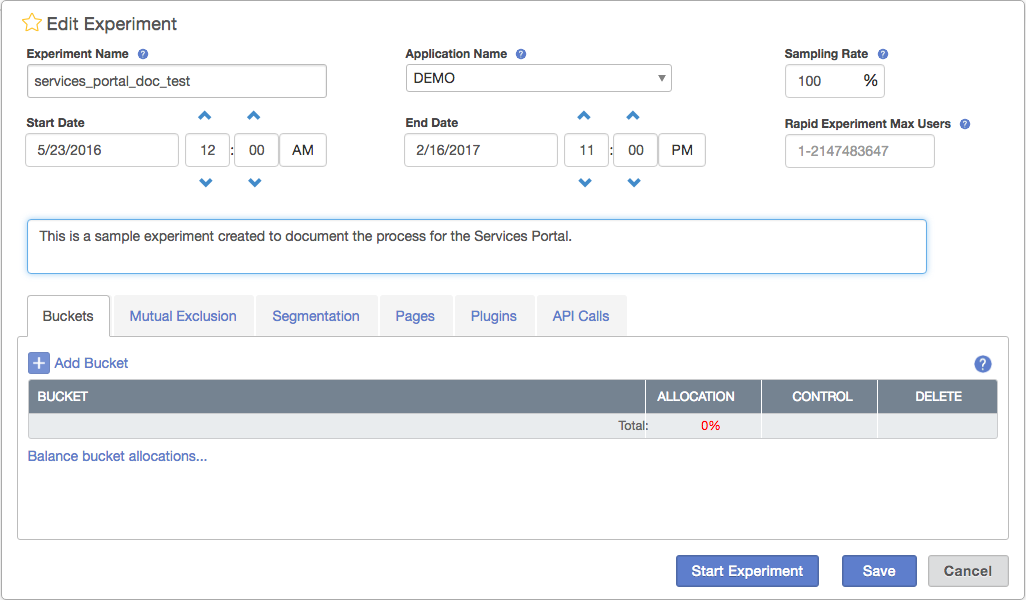 Edit Experiment
Experiment Name ?
Application Name ?
Sampling Rate ?
services_portal_doc_test
DEMO
100 %
Start Date
End Date
Rapid Experiment Max Users ?
5/23/2016 12 : 00 AM
2/16/2017 11 : 00 PM
1-2147483647
This is a sample experiment created to document the process for the Services Portal.
Buckets Mutual Exclusion Segmentation Pages Plugins API Calls
+ Add Bucket ?
BUCKET ALLOCATION CONTROL DELETE
Total: 0%
Balance bucket allocations...
Start Experiment Save Cancel